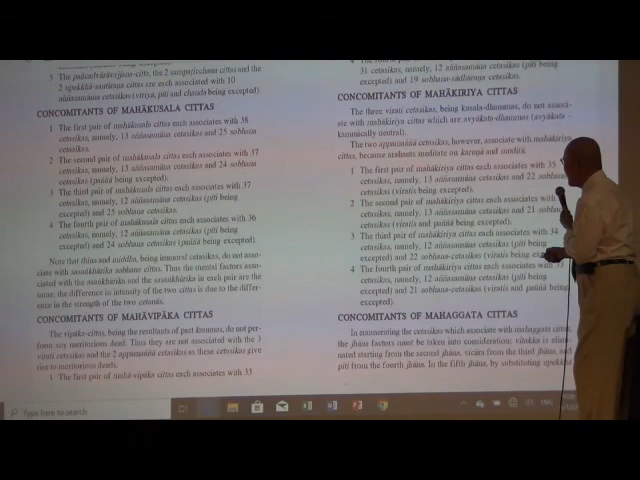 5 The pañcadvārāvajjana-citta, the 2 sampaṭicchana cittas and the
2 upekkhā-santīraṇa cittas are each associated with 10
aññasamāna cetasikas (viriya, pīti and chanda being excepted).
CONCOMITANTS OF MAHĀKUSALA CITTAS
1 The first pair of mahākusala cittas each associates with 38
cetasikas, namely, 13 aññasamāna cetasikas and 25 sobhana
cetasikas.
2 The second pair of mahākusala cittas each associates with 37
cetasikas, namely, 13 aññasamāna cetasikas and 24 sobhana
cetasikas (paññā being excepted).
3 The third pair of mahākusala cittas each associates with 37
cetasikas, namely, 12 aññasamāna cetasikas (pīti being
excepted) and 25 sobhana cetasikas.
4 The fourth pair of mahākusala cittas each associates with 36
cetasikas, namely, 12 aññasamāna cetasikas (pīti being
excepted) and 24 sobhana cetasikas (paññā being excepted).
Note that thīna and middha, being immoral cetasikas, do not asso-
ciate with sasaṅkhārika sobhana cittas. Thus the mental factors asso-
ciated with the asaṅkhārika and the sasaṅkhārika in each pair are the
same; the difference in intensity of the two cittas is due to the differ-
ence in the strength of the two cetanās.
CONCOMITANTS OF MAHĀVIPĀKA CITTAS
The vipāka-cittas, being the resultants of past kammas, do not per-
form any meritorious deed. Thus they are not associated with the 3
virati cetasikas and the 2 appamaññā cetasikas as these cetasikas give
rise to meritorious deeds.
1 The first pair of mahā-vipāka cittas each associates with 33
4 The fourth pair
31 cetasikas, namely, 12 aññasamāna cetasikas (pīti being
excepted) and 19 sobhana-sādhāraṇa cetasikas.
CONCOMITANTS OF MAHĀKIRIYA CITTAS
The three virati cetasikas, being kusala-dhammas, do not associ-
ate with mahākiriya cittas which are avyākata-dhammas (avyākata –
kammically neutral).
The two appamaññā cetasikas, however, associate with mahākiriya
cittas, because arahants meditate on karuṇā and muditā.
1 The first pair of mahākiriya cittas each associates with 35
cetasikas, namely, 13 aññasamāna cetasikas and 22 sobhana
cetasikas (viratis being excepted).
2 The second pair of mahākiriya cittas each associates with
cetasikas, namely, 13 aññasamāna cetasikas and 21 sobhana
cetasikas (viratis and paññā being excepted).
3 The third pair of mahākiriya cittas each associates with 34
cetasikas, namely, 12 aññasamāna cetasikas (pīti being
excepted) and 22 sobhana-cetasikas (viratis being
4 The fourth pair of mahākiriya cittas each associates with 33
cetasikas, namely, 12 aññasamāna cetasikas (pīti being
excepted) and 21 sobhana-cetasikas (viratis and paññā being
excepted).
CONCOMITANTS OF MAHAGGATA CITTAS
In enumerating the cetasikas which associate with mahaggata cittas,
the jhāna factors must be taken into consideration; vitakka is elimi-
nated starting from the second jhāna, vicāra from the third jhāna, and
pīti from the fourth jhāna. In the fifth jhāna, by substituting upekkhā
Type here to search
ENG